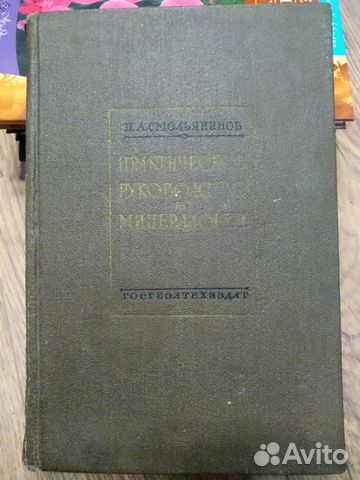 Н.А.СМОЛЬЯНИНОВ
ПРАКТИЧЕСКОЕ
РУКОВОДСТВО
ПО
МИНЕРАЛОГИИ
ГОСГЕОЛТЕХИЗДАТ
Avito